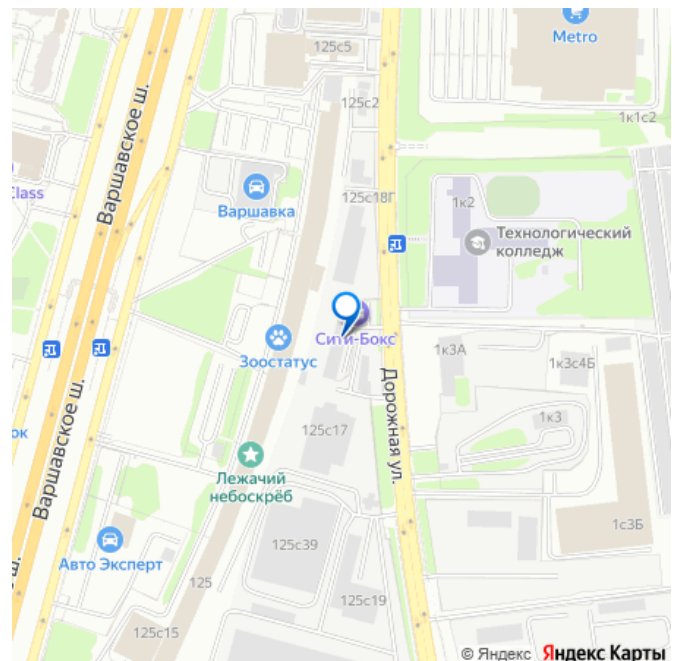 125с5
Metro
125с2
1к1с2
Варшавское ш.
Class
Варшавка
125с18Г
1к2
Технологический
колледж
Сити-Бокс
Зоостатус
1к3А
1к3с4Б
Дорожная ул.
Варшавское ш.
ок
125с17
1к3
Лежачий
небоскрёб
1с3Б
Авто Эксперт
125с39
ш.
125
125с19
125с15
© Яндекс Яндекс Карты